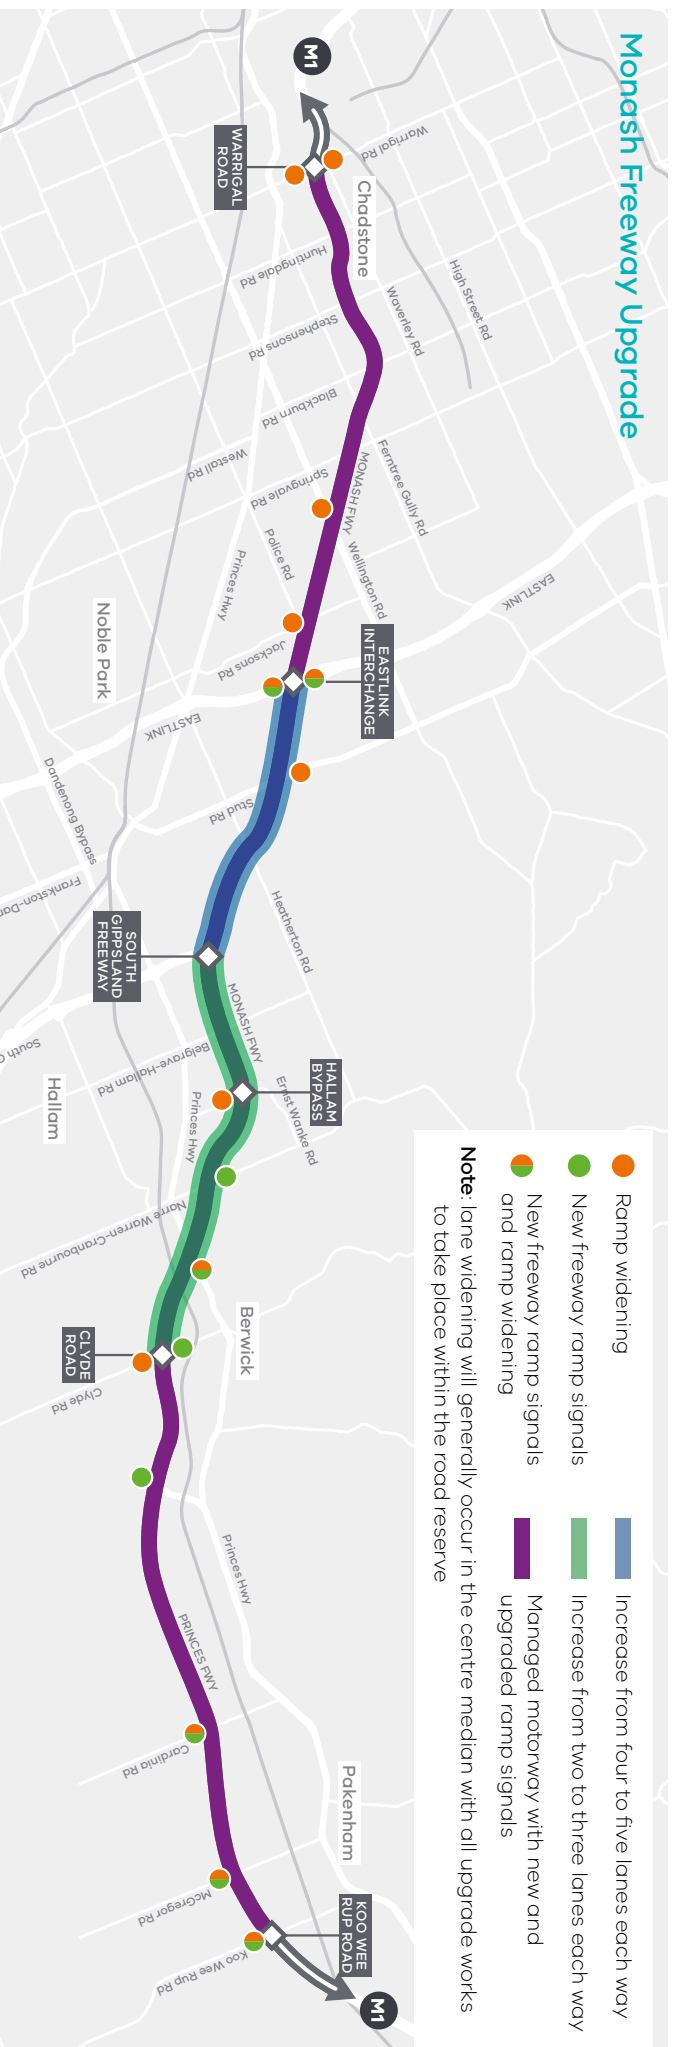 Monash Freeway Upgrade
M1
WARRIGAL
ROAD
Warrigal Rd
Chadstone
Huntingdale Rd
High Street Rd
Waverley Rd
Stephensons Rd
Blackburn Rd
Ferntree Gully Rd
MONASH FWY
Westall Rd
Springvale Rd
Wellington Rd
Police Rd
Princes Hwy
EASTLINK
Noble Park
Jacksons Rd
EASTLINK
INTERCHANGE
EASTLINK
Stud Rd
Dandenong Bypass
Frankston-Dan
Heatherton Rd
SOUTH
GIPPSLAND
FREEWAY
MONASH FWY
South G
Belgrave-Hallam Rd
Hallam
HALLAM
BYPASS
Ernst Wanke Rd
Princes Hwy
Narre Warren-Cranbourne Rd
Berwick
CLYDE
ROAD
Clyde Rd
Princes Hwy
PRINCES FWY
Cardinia Rd
Pakenham
McGregor Rd
KOO WEE
RUP ROAD
Koo Wee Rup Rd
M1
Ramp widening
New freeway ramp signals
New freeway ramp signals
and ramp widening
Increase from four to five lanes each way
Increase from two to three lanes each way
Managed motorway with new and
upgraded ramp signals
Note: lane widening will generally occur in the centre median with all upgrade works
to take place within the road reserve